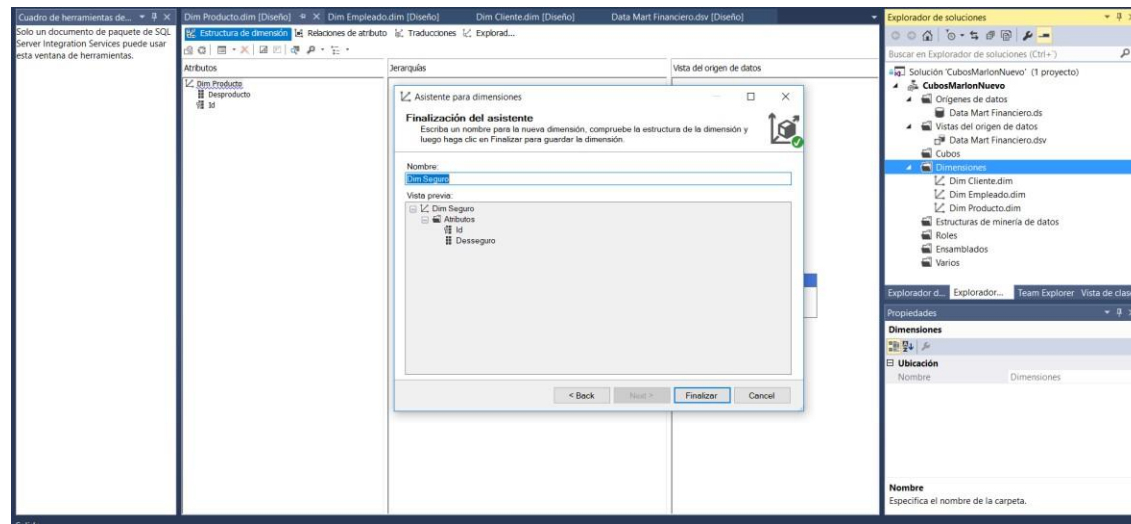 Cuadro de herramientas de...
Solo un documento de paquete de SQL
Server Integration Services puede usar
esta ventana de herramientas.
Dim Producto.dim [Diseño]
Dim Empleado.dim [Diseño]
Dim Cliente.dim [Diseño]
Data Mart Financiero.dsv [Diseño]
Estructura de dimensión
Relaciones de atributo
Traducciones
Explorad...
Atributos
Dim Producto
Desproducto
Id
Jerarquías
Vista del origen de datos
Asistente para dimensiones
Finalización del asistente
Escriba un nombre para la nueva dimensión, compruebe la estructura de la dimensión y
luego haga clic en Finalizar para guardar la dimensión.
Nombre:
Dim Seguro
Vista previa:
Dim Seguro
Atributos
Id
Desseguro
< Back
Next >
Finalizar
Cancel
Explorador de soluciones
Buscar en Explorador de soluciones (Ctrl+¨)
Solución 'CubosMarlonNuevo' (1 proyecto)
CubosMarlonNuevo
Orígenes de datos
Data Mart Financiero.ds
Vistas del origen de datos
Data Mart Financiero.dsv
Cubos
Dimensiones
Dim Cliente.dim
Dim Empleado.dim
Dim Producto.dim
Estructuras de minería de datos
Roles
Ensamblados
Varios
Explorador d...
Explorador...
Team Explorer
Vista de clas
Propiedades
Dimensiones
Ubicación
Nombre
Dimensiones
Nombre
Especifica el nombre de la carpeta.